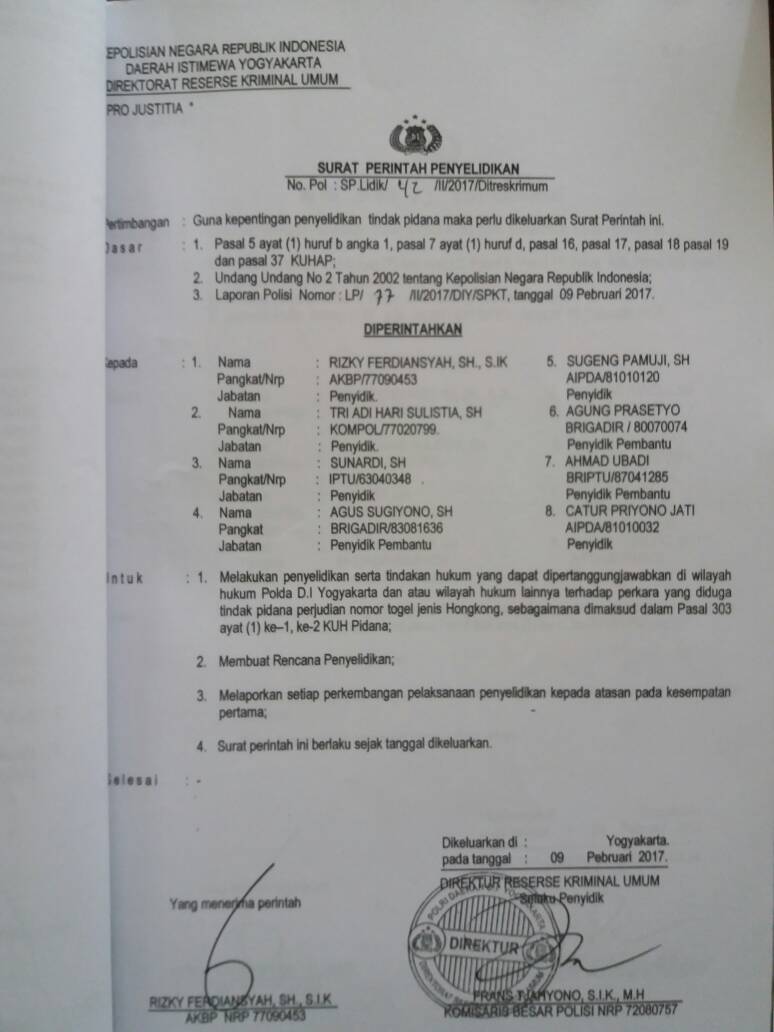 EPOLISIAN NEGARA REPUBLIK INDONESIA
DAERAH ISTIMEWA YOGYAKARTA
DIREKTORAT RESERSE KRIMINAL UMUM
PRO JUSTITIA "
SURAT PERINTAH PENYELIDIKAN
No. Pol : SP.Lidik/ 42 /II/2017/Ditreskrimum
ertimbangan : Guna kepentingan penyelidikan tindak pidana maka perlu dikeluarkan Surat Perintah ini.
Dasar : 1. Pasal 5 ayat (1) huruf b angka 1, pasal 7 ayat (1) huruf d, pasal 16, pasal 17, pasal 18 pasal 19
dan pasal 37 KUHAP;
2. Undang Undang No 2 Tahun 2002 tentang Kepolisian Negara Republik Indonesia;
3. Laporan Polisi Nomor : LP/ 77 /II/2017/DIY/SPKT, tanggal 09 Pebruari 2017.
DIPERINTAHKAN
epada : 1. Nama : RIZKY FERDIANSYAH, SH., S.IK 5. SUGENG PAMUJI, SH
Pangkat/Nrp : AKBP/77090453 AIPDA/81010120
Jabatan : Penyidik. Penyidik
2. Nama : TRI ADI HARI SULISTIA, SH 6. AGUNG PRASETYO
Pangkat/Nrp : KOMPOL/77020799. BRIGADIR / 80070074
Jabatan : Penyidik. Penyidik Pembantu
3. Nama : SUNARDI, SH 7. AHMAD UBADI
Pangkat/Nrp : IPTU/63040348 . BRIPTU/87041285
Jabatan : Penyidik Penyidik Pembantu
4. Nama : AGUS SUGIYONO, SH 8. CATUR PRIYONO JATI
Pangkat : BRIGADIR/83081636 AIPDA/81010032
Jabatan : Penyidik Pembantu Penyidik
ntuk : 1. Melakukan penyelidikan serta tindakan hukum yang dapat dipertanggungjawabkan di wilayah
hukum Polda D.I Yogyakarta dan atau wilayah hukum lainnya terhadap perkara yang diduga
tindak pidana perjudian nomor togel jenis Hongkong, sebagaimana dimaksud dalam Pasal 303
ayat (1) ke–1, ke-2 KUH Pidana;
2. Membuat Rencana Penyelidikan;
3. Melaporkan setiap perkembangan pelaksanaan penyelidikan kepada atasan pada kesempatan
pertama;
4. Surat perintah ini berlaku sejak tanggal dikeluarkan.
Selesai : -
Dikeluarkan di : Yogyakarta.
pada tanggal : 09 Pebruari 2017.
DIREKTUR RESERSE KRIMINAL UMUM
Selaku Penyidik
Yang menerima perintah
DIREKTUR
RIZKY FERDIANSYAH, SH., S.I.K
AKBP NRP 77090453
FRANS TJAHYONO, S.I.K., M.H
KOMISARIS BESAR POLISI NRP 72080757